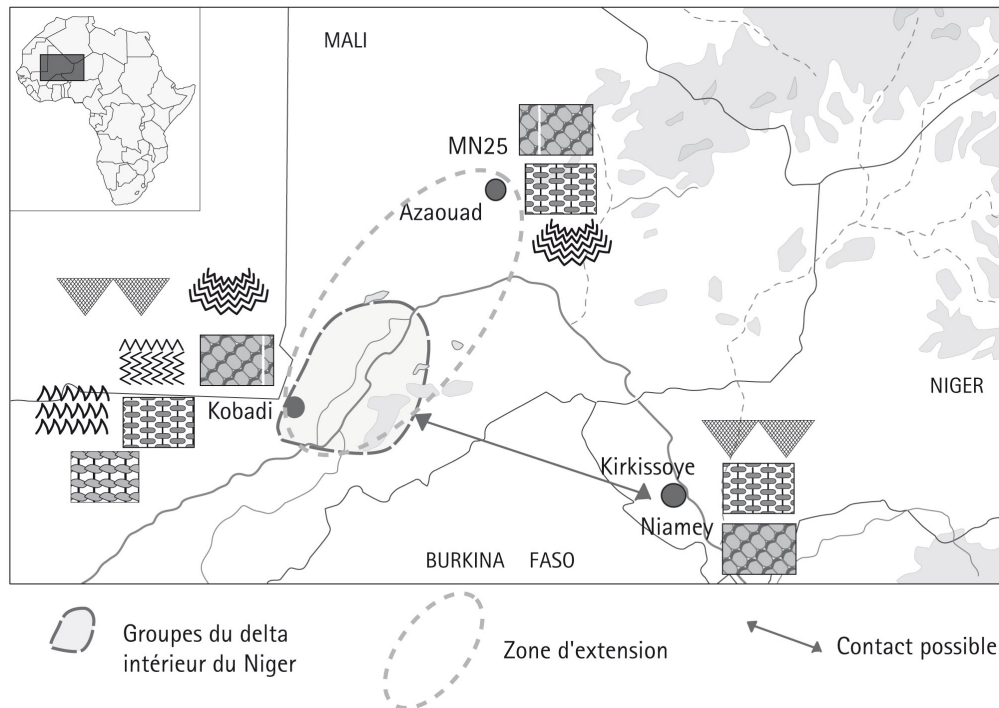 MALI
MN25
Azaouad
NIGER
Kobadi
Kirkissoye
Niamey
BURKINA FASO
Groupes du delta
intérieur du Niger
Zone d'extension
Contact possible